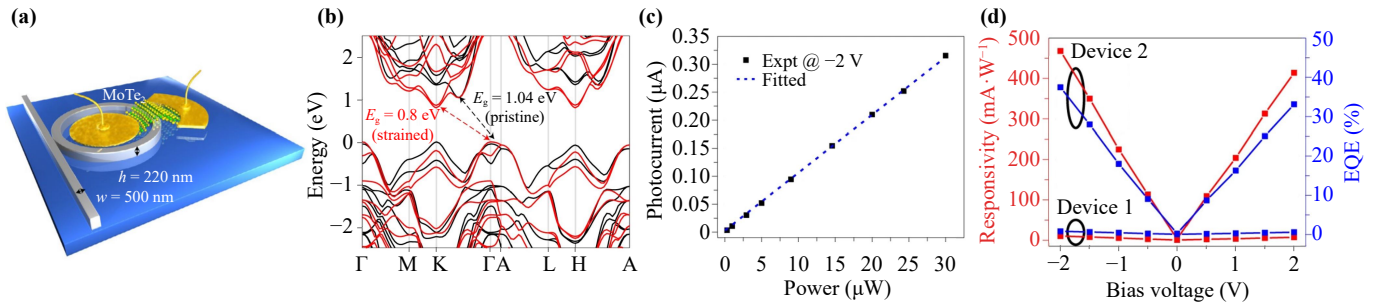 (a)
MoTe₂
h = 220 nm
w = 500 nm
(b)
Energy (eV)
2
1
0
−1
−2
E_g = 0.8 eV
(strained)
E_g = 1.04 eV
(pristine)
Γ M K Γ A L H A
(c)
Photocurrent (μA)
0.35
0.30
0.25
0.20
0.15
0.10
0.05
0
Expt @ −2 V
Fitted
0 5 10 15 20 25 30
Power (μW)
(d)
Responsivity (mA·W⁻¹)
500
400
300
200
100
0
Device 2
Device 1
−2 −1 0 1 2
Bias voltage (V)
50
40
30
20
10
0
EQE (%)